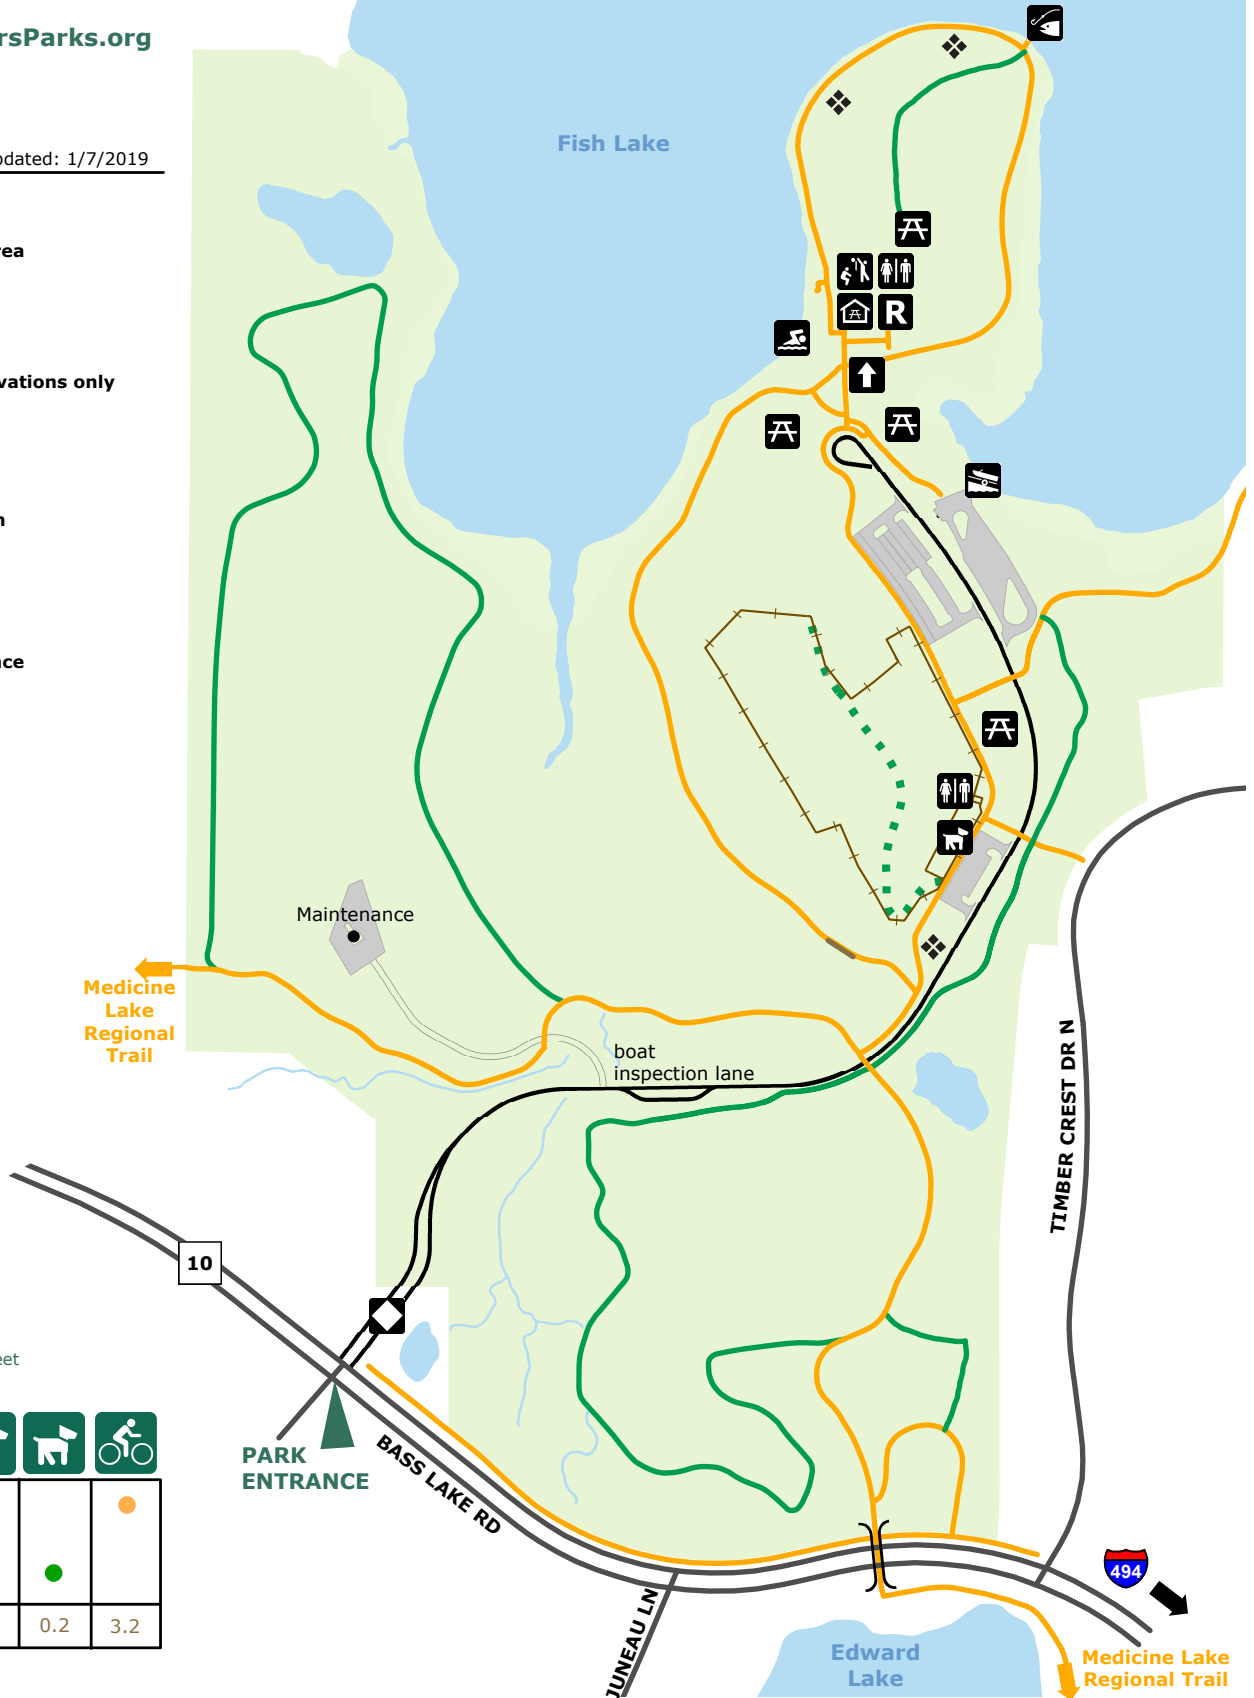 rsParks.org
Fish Lake
odated: 1/7/2019
rea
R
vations only
n
ce
Maintenance
Medicine
Lake
Regional
Trail
boat
inspection lane
TIMBER CREST DR N
10
eet
PARK
ENTRANCE
BASS LAKE RD
494
0.2
3.2
JUNEAU LN
Edward
Lake
Medicine Lake
Regional Trail